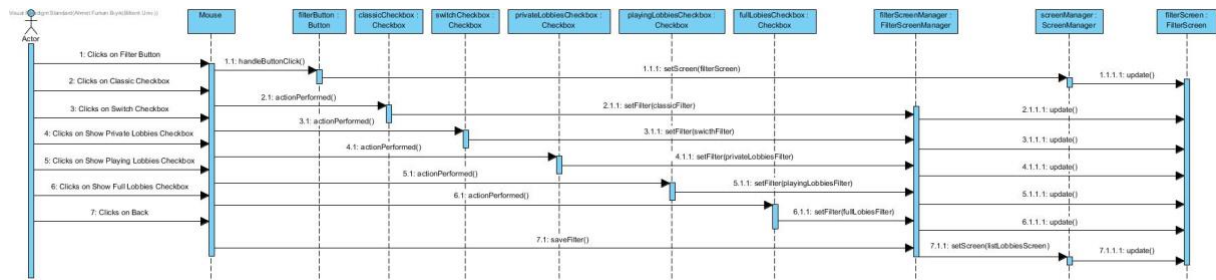 Actor
Mouse
filterButton :
Button
classicCheckbox :
Checkbox
switchCheckbox :
Checkbox
privateLobbiesCheckbox :
Checkbox
playingLobbiesCheckbox :
Checkbox
fullLobiesCheckbox :
Checkbox
filterScreenManager :
FilterScreenManager
screenManager :
ScreenManager
filterScreen :
FilterScreen
1: Clicks on Filter Button
1.1: handleButtonClick()
1.1.1: setScreen(filterScreen)
1.1.1.1: update()
2: Clicks on Classic Checkbox
2.1: actionPerformed()
2.1.1: setFilter(classicFilter)
2.1.1.1: update()
3: Clicks on Switch Checkbox
3.1: actionPerformed()
3.1.1: setFilter(swicthFilter)
3.1.1.1: update()
4: Clicks on Show Private Lobbies Checkbox
4.1: actionPerformed()
4.1.1: setFilter(privateLobbiesFilter)
4.1.1.1: update()
5: Clicks on Show Playing Lobbies Checkbox
5.1: actionPerformed()
5.1.1: setFilter(playingLobbiesFilter)
5.1.1.1: update()
6: Clicks on Show Full Lobbies Checkbox
6.1: actionPerformed()
6.1.1: setFilter(fullLobiesFilter)
6.1.1.1: update()
7: Clicks on Back
7.1: saveFilter()
7.1.1: setScreen(listLobbiesScreen)
7.1.1.1: update()